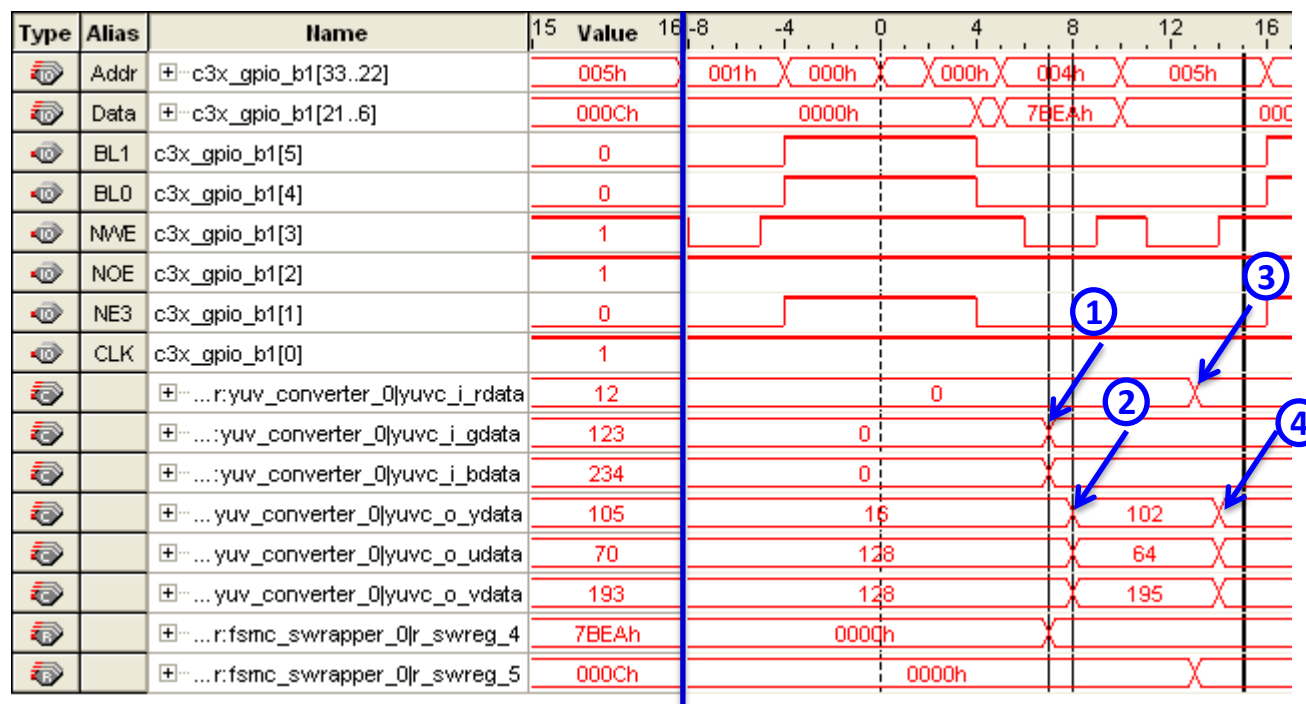 Type Alias Name 15 Value 16 -8 -4 0 4 8 12 16
Addr c3x_gpio_b1[33..22] 005h 001h 000h 000h 004h 005h
Data c3x_gpio_b1[21..6] 000Ch 0000h 7BEAh 000
BL1 c3x_gpio_b1[5] 0
BL0 c3x_gpio_b1[4] 0
NWE c3x_gpio_b1[3] 1
NOE c3x_gpio_b1[2] 1
3
NE3 c3x_gpio_b1[1] 0
1
CLK c3x_gpio_b1[0] 1
...r:yuv_converter_0|yuvc_i_rdata 12 0
2
...:yuv_converter_0|yuvc_i_gdata 123 0
4
...:yuv_converter_0|yuvc_i_bdata 234 0
...yuv_converter_0|yuvc_o_ydata 105 16 102
...yuv_converter_0|yuvc_o_udata 70 128 64
...yuv_converter_0|yuvc_o_vdata 193 128 195
...r:fsmc_swrapper_0|r_swreg_4 7BEAh 0000h
...r:fsmc_swrapper_0|r_swreg_5 000Ch 0000h